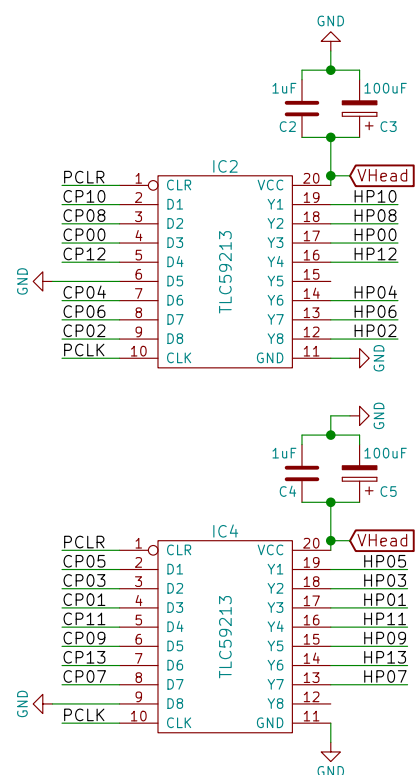 GND
1uF 100uF
C2 + C3
VHead
IC2
PCLR 1 CLR VCC 20
CP10 2 D1 Y1 19 HP10
CP08 3 D2 Y2 18 HP08
CP00 4 D3 Y3 17 HP00
CP12 5 D4 Y4 16 HP12
GND 6 D5 Y5 15
CP04 7 D6 Y6 14 HP04
CP06 8 D7 Y7 13 HP06
CP02 9 D8 Y8 12 HP02
PCLK 10 CLK GND 11 GND
TLC59213
GND
1uF 100uF
C4 + C5
VHead
IC4
PCLR 1 CLR VCC 20
CP05 2 D1 Y1 19 HP05
CP03 3 D2 Y2 18 HP03
CP01 4 D3 Y3 17 HP01
CP11 5 D4 Y4 16 HP11
CP09 6 D5 Y5 15 HP09
CP13 7 D6 Y6 14 HP13
CP07 8 D7 Y7 13 HP07
GND 9 D8 Y8 12
PCLK 10 CLK GND 11
TLC59213
GND